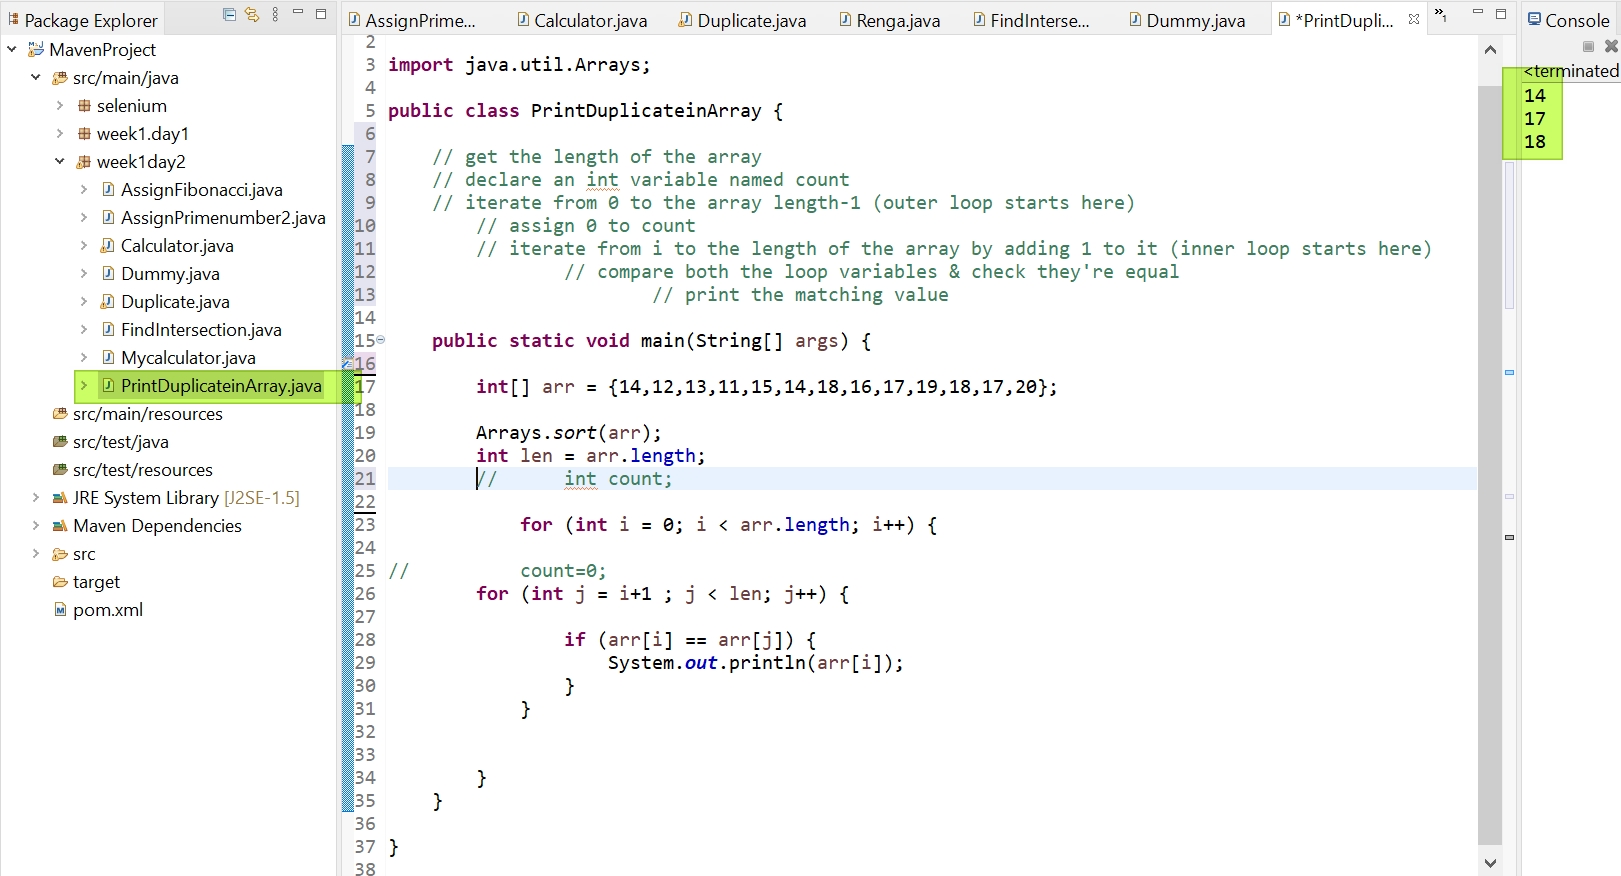 Package Explorer
MavenProject
src/main/java
selenium
week1.day1
week1day2
AssignFibonacci.java
AssignPrimenumber2.java
Calculator.java
Dummy.java
Duplicate.java
FindIntersection.java
Mycalculator.java
PrintDuplicateinArray.java
src/main/resources
src/test/java
src/test/resources
JRE System Library [J2SE-1.5]
Maven Dependencies
src
target
pom.xml
AssignPrime... Calculator.java Duplicate.java Renga.java FindInterse... Dummy.java *PrintDupli... »1
2
3 import java.util.Arrays;
4
5 public class PrintDuplicateinArray {
6
7 // get the length of the array
8 // declare an int variable named count
9 // iterate from 0 to the array length-1 (outer loop starts here)
10 // assign 0 to count
11 // iterate from i to the length of the array by adding 1 to it (inner loop starts here)
12 // compare both the loop variables & check they're equal
13 // print the matching value
14
15 public static void main(String[] args) {
16
17 int[] arr = {14,12,13,11,15,14,18,16,17,19,18,17,20};
18
19 Arrays.sort(arr);
20 int len = arr.length;
21 // int count;
22
23 for (int i = 0; i < arr.length; i++) {
24
25 // count=0;
26 for (int j = i+1 ; j < len; j++) {
27
28 if (arr[i] == arr[j]) {
29 System.out.println(arr[i]);
30 }
31 }
32
33
34 }
35 }
36
37 }
38
Console
<terminated
14
17
18